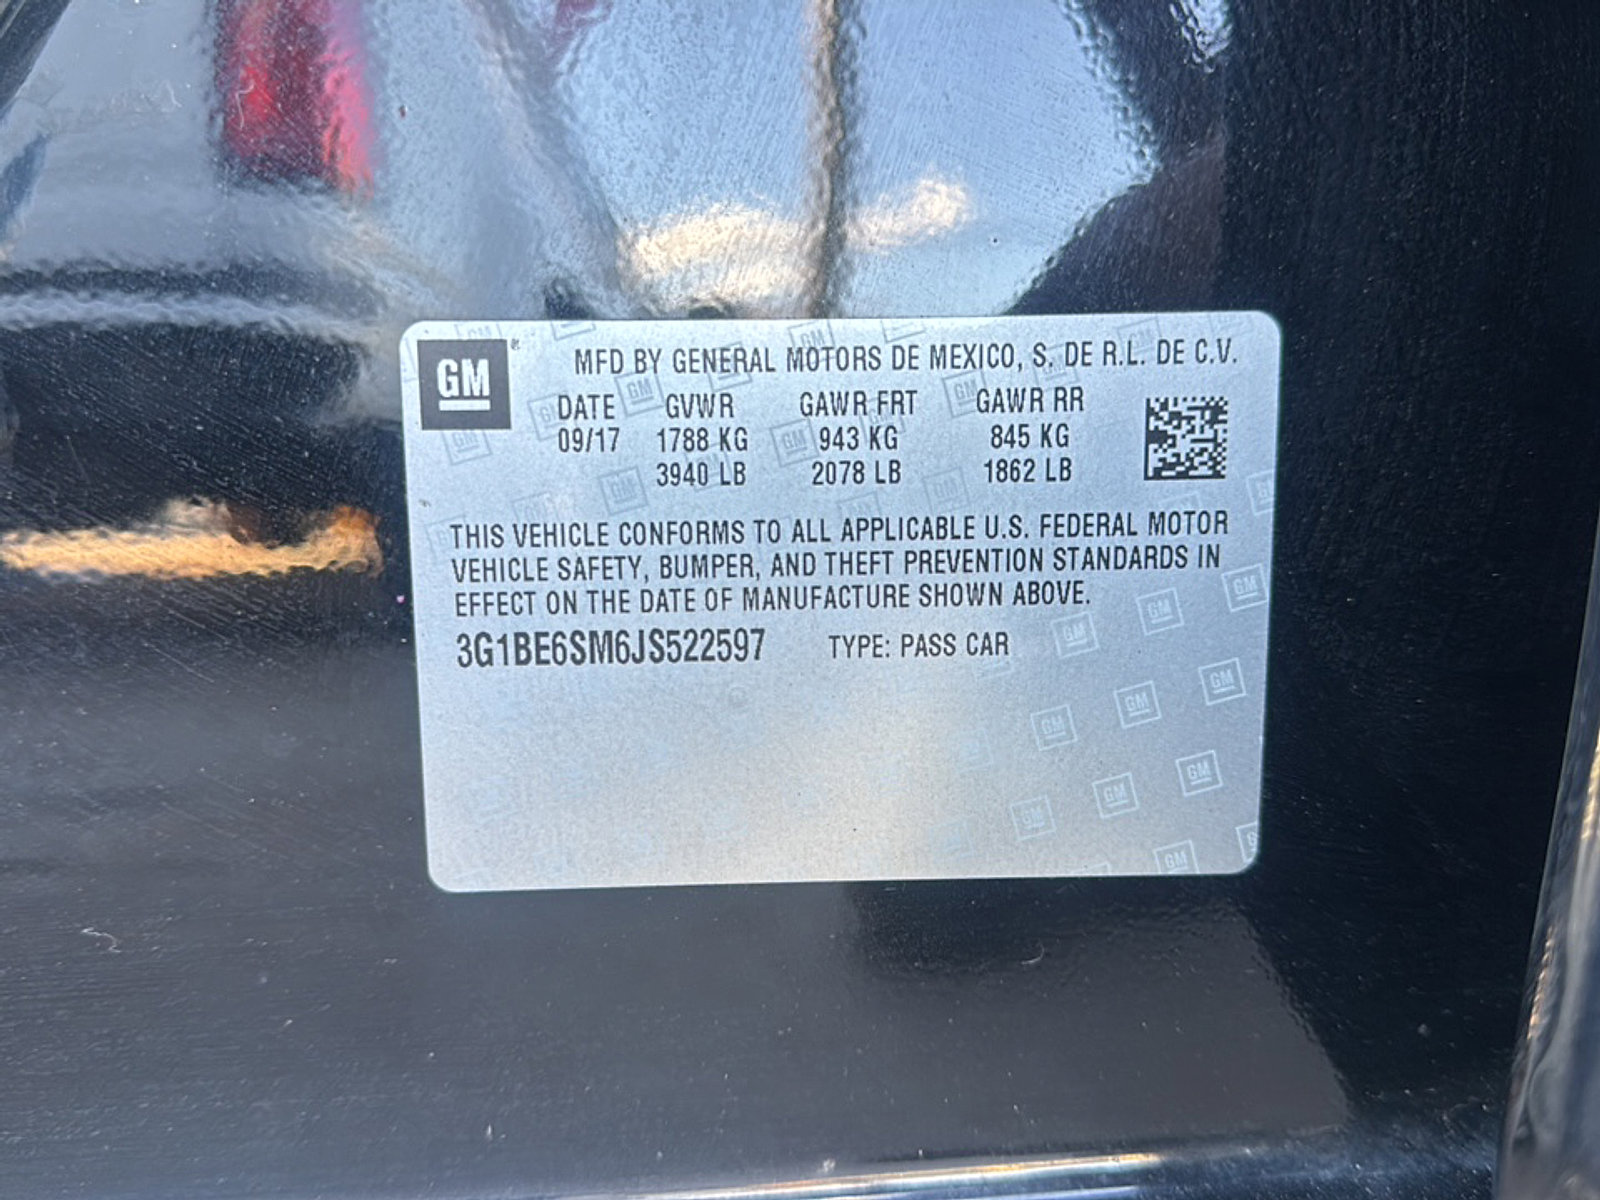 GM
MFD BY GENERAL MOTORS DE MEXICO, S. DE R.L. DE C.V.
DATE GVWR GAWR FRT GAWR RR
09/17 1788 KG 943 KG 845 KG
3940 LB 2078 LB 1862 LB
THIS VEHICLE CONFORMS TO ALL APPLICABLE U.S. FEDERAL MOTOR
VEHICLE SAFETY, BUMPER, AND THEFT PREVENTION STANDARDS IN
EFFECT ON THE DATE OF MANUFACTURE SHOWN ABOVE.
3G1BE6SM6JS522597 TYPE: PASS CAR